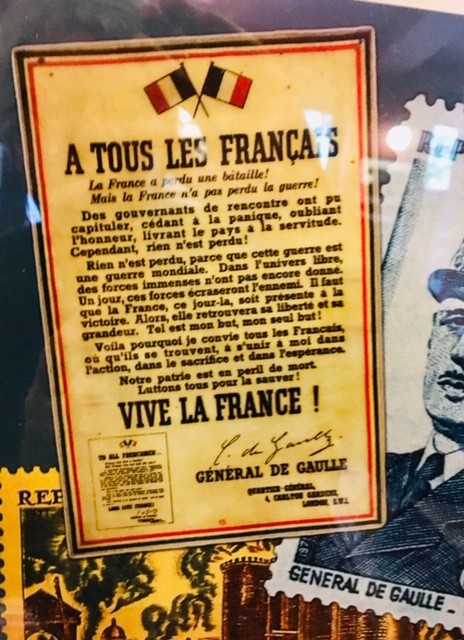 A TOUS LES FRANÇAIS
La France a perdu une bataille!
Mais la France n'a pas perdu la guerre!
Des gouvernants de rencontre ont pu
capituler, cédant à la panique, oubliant
l'honneur, livrant le pays à la servitude.
Cependant, rien n'est perdu!
Rien n'est perdu, parce que cette guerre est
une guerre mondiale. Dans l'univers libre,
des forces immenses n'ont pas encore donné.
Un jour, ces forces écraseront l'ennemi. Il faut
que la France, ce jour-là, soit présente à la
victoire. Alors, elle retrouvera sa liberté et sa
grandeur. Tel est mon but, mon seul but!
Voila pourquoi je convie tous les Français,
où qu'ils se trouvent, à s'unir à moi dans
l'action, dans le sacrifice et dans l'espérance.
Notre patrie est en péril de mort.
Luttons tous pour la sauver!
VIVE LA FRANCE !
C. de Gaulle.
GÉNÉRAL DE GAULLE
QUARTIER-GÉNÉRAL,
4, CARLTON GARDENS,
LONDON, S.W.1
TO ALL FRENCHMEN
LONG LIVE FRANCE!
REP
REP
GENERAL DE GAULLE